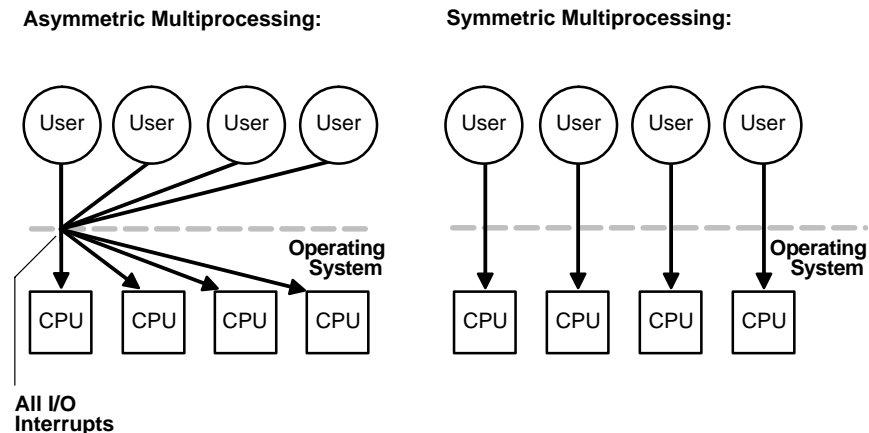 Asymmetric Multiprocessing:
User User User User
Operating
System
CPU CPU CPU CPU
All I/O
Interrupts
Symmetric Multiprocessing:
User User User User
Operating
System
CPU CPU CPU CPU